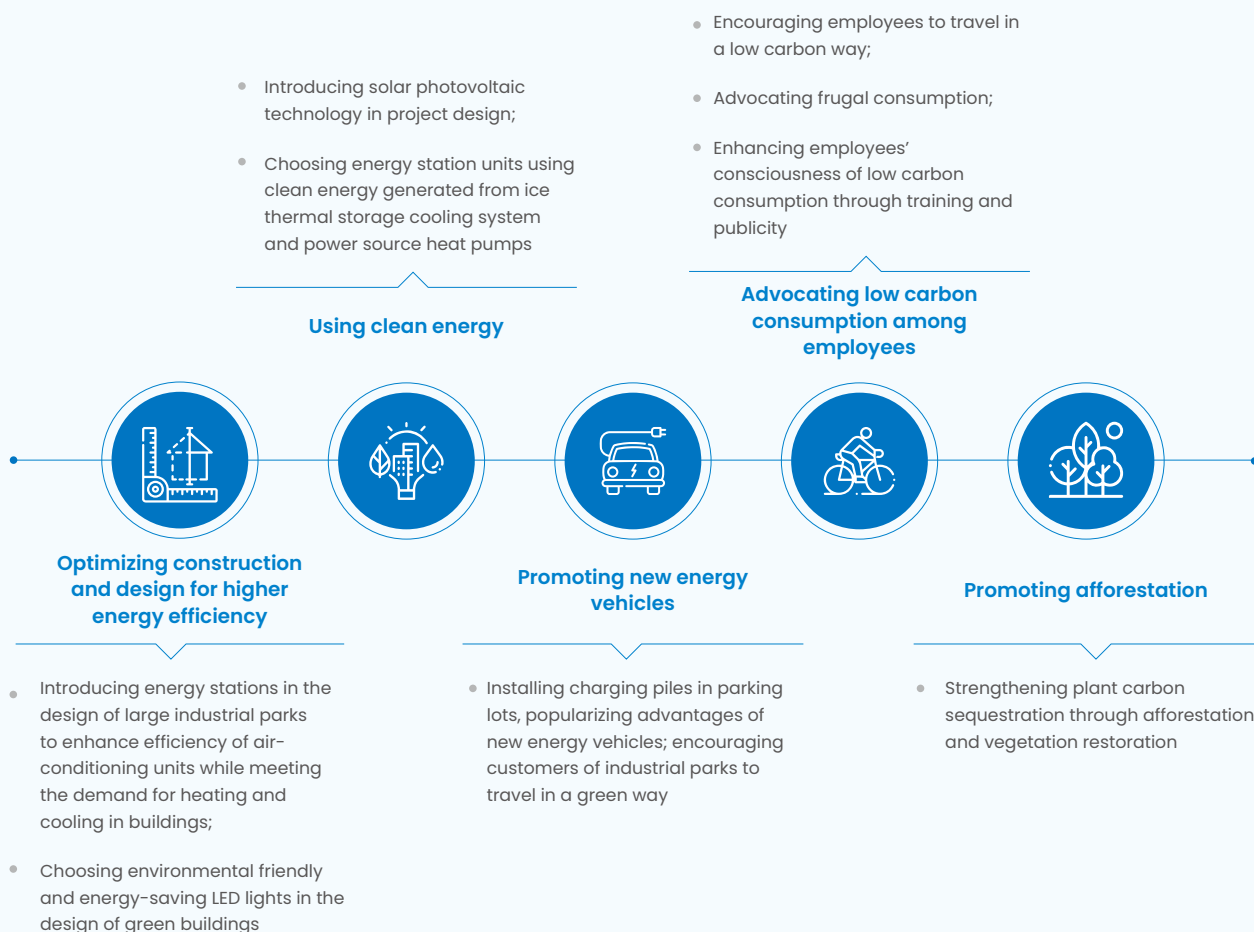 Encouraging employees to travel in
a low carbon way;
Advocating frugal consumption;
Enhancing employees’
consciousness of low carbon
consumption through training and
publicity
Advocating low carbon
consumption among
employees
Introducing solar photovoltaic
technology in project design;
Choosing energy station units using
clean energy generated from ice
thermal storage cooling system
and power source heat pumps
Using clean energy
Optimizing construction
and design for higher
energy efficiency
Introducing energy stations in the
design of large industrial parks
to enhance efficiency of air-
conditioning units while meeting
the demand for heating and
cooling in buildings;
Choosing environmental friendly
and energy-saving LED lights in the
design of green buildings
Promoting new energy
vehicles
Installing charging piles in parking
lots, popularizing advantages of
new energy vehicles; encouraging
customers of industrial parks to
travel in a green way
Promoting afforestation
Strengthening plant carbon
sequestration through afforestation
and vegetation restoration